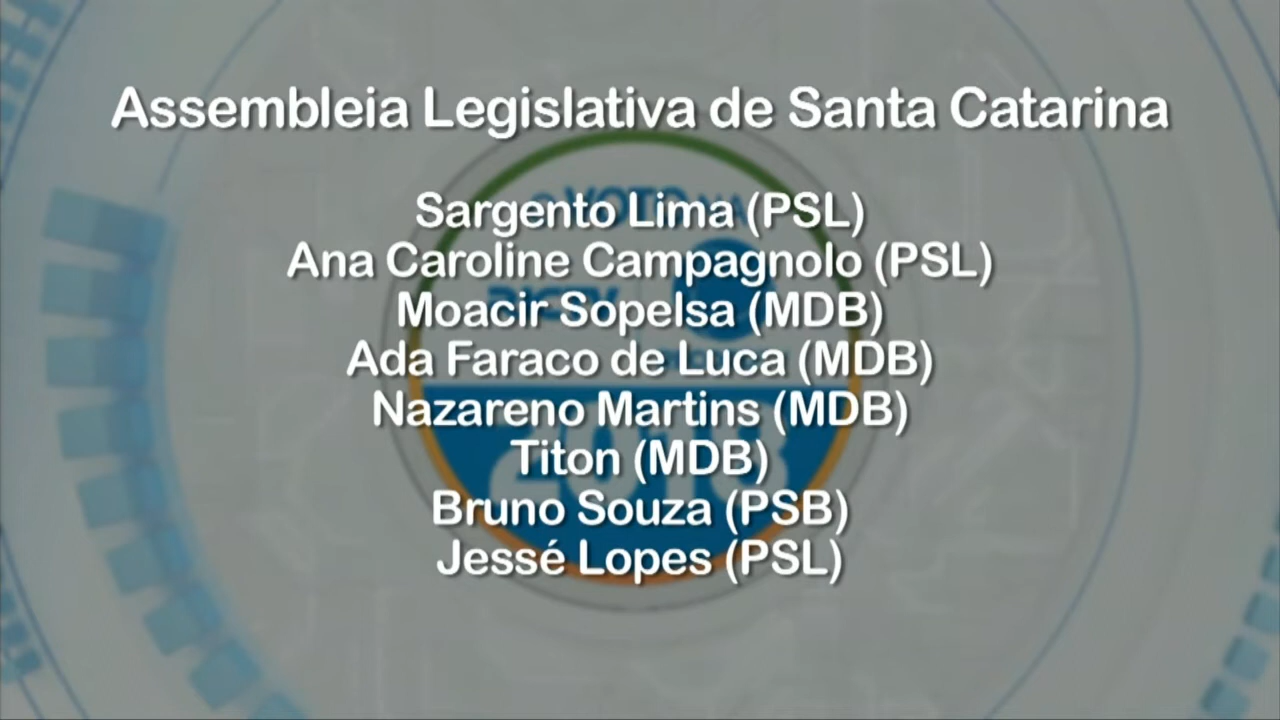 Assembleia Legislativa de Santa Catarina
Sargento Lima (PSL)
Ana Caroline Campagnolo (PSL)
Moacir Sopelsa (MDB)
Ada Faraco de Luca (MDB)
Nazareno Martins (MDB)
Titon (MDB)
Bruno Souza (PSB)
Jessé Lopes (PSL)